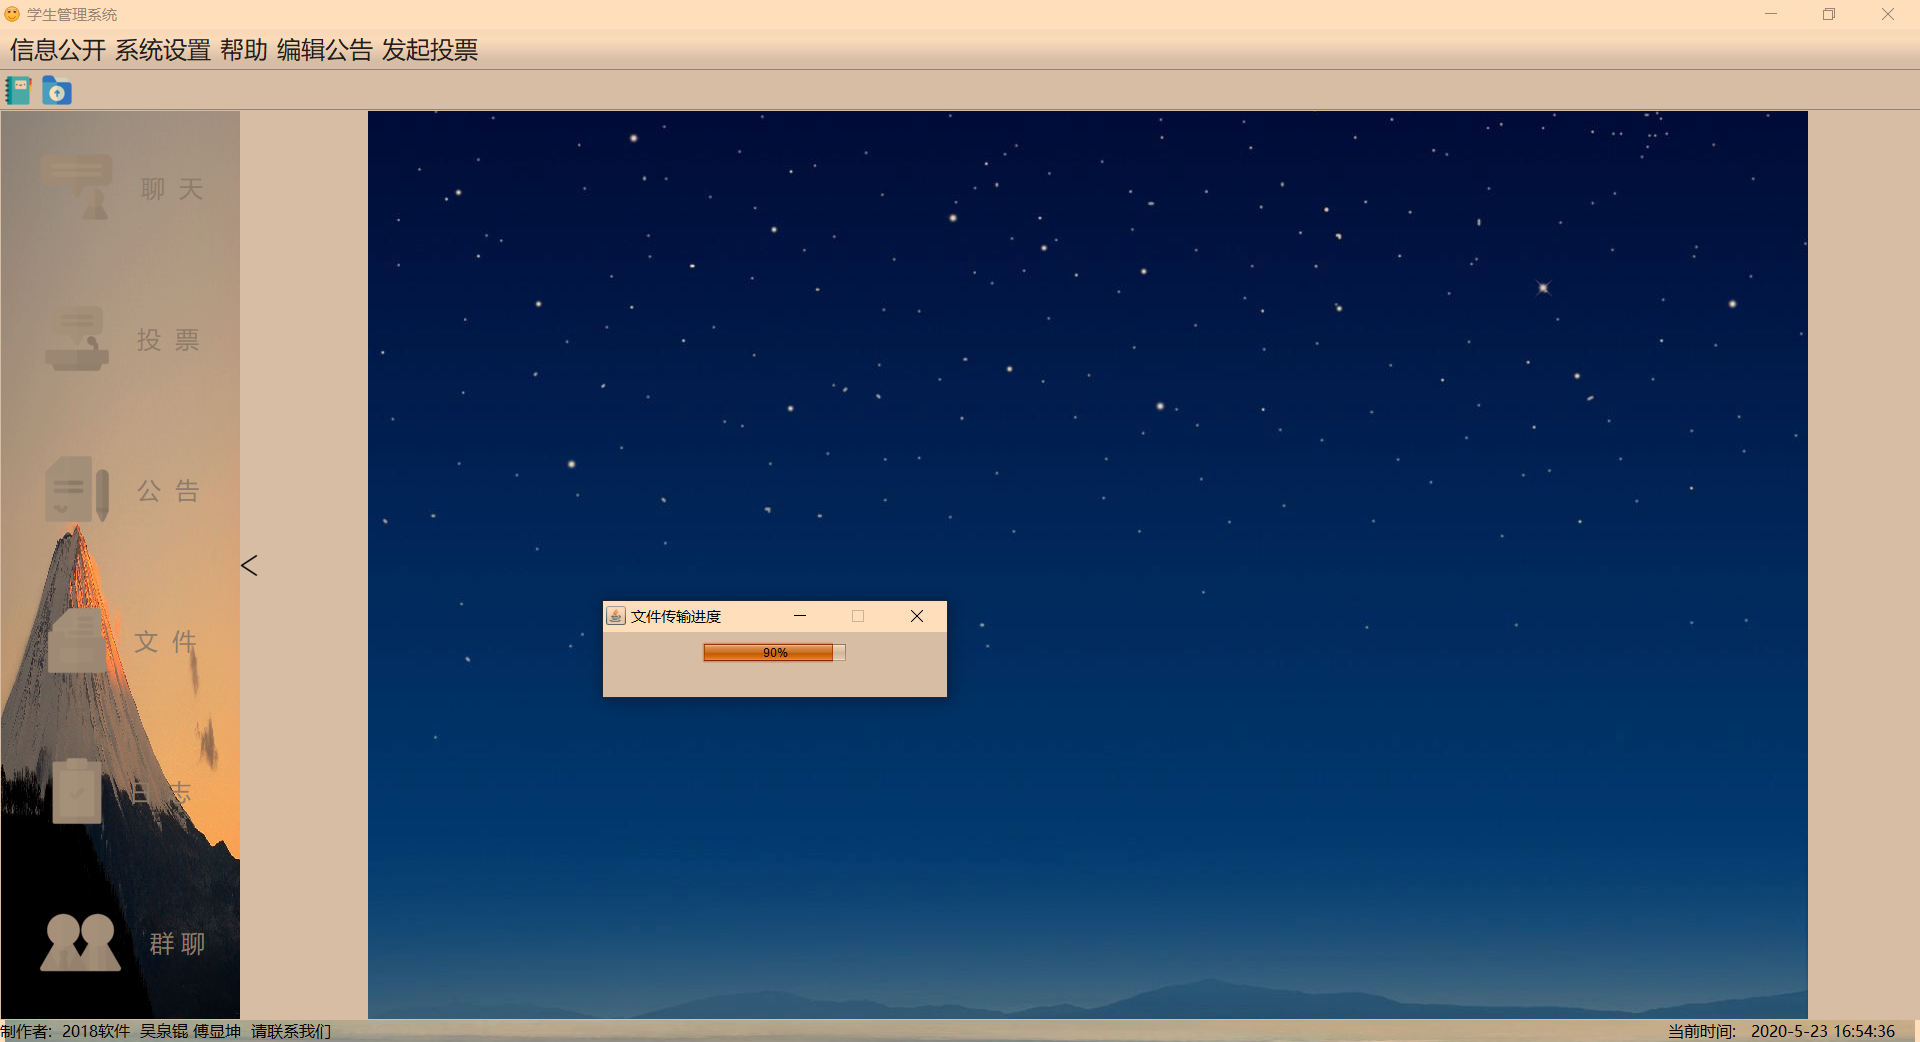 学生管理系统
信息公开 系统设置 帮助 编辑公告 发起投票
聊 天
投 票
公 告
文件传输进度
90%
文 件
日 志
群 聊
制作者: 2018软件 吴泉锟 傅显坤 请联系我们
当前时间: 2020-5-23 16:54:36